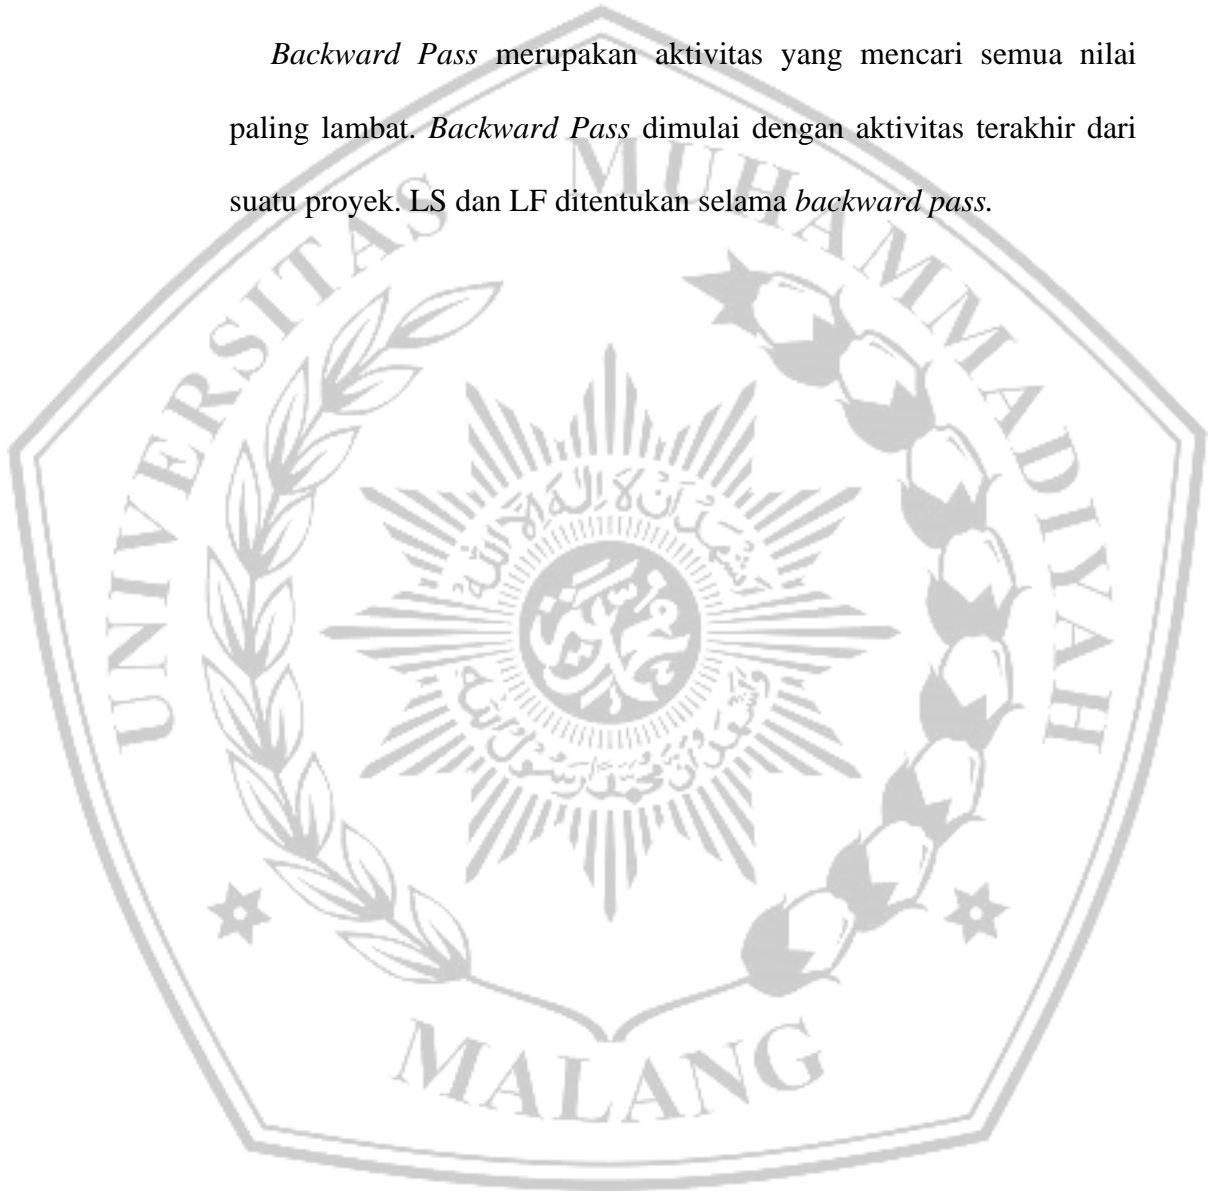 Backward Pass merupakan aktivitas yang mencari semua nilai
paling lambat. Backward Pass dimulai dengan aktivitas terakhir dari
suatu proyek. LS dan LF ditentukan selama backward pass.
UNIVERSITAS MUHAMMADIYAH
MALANG